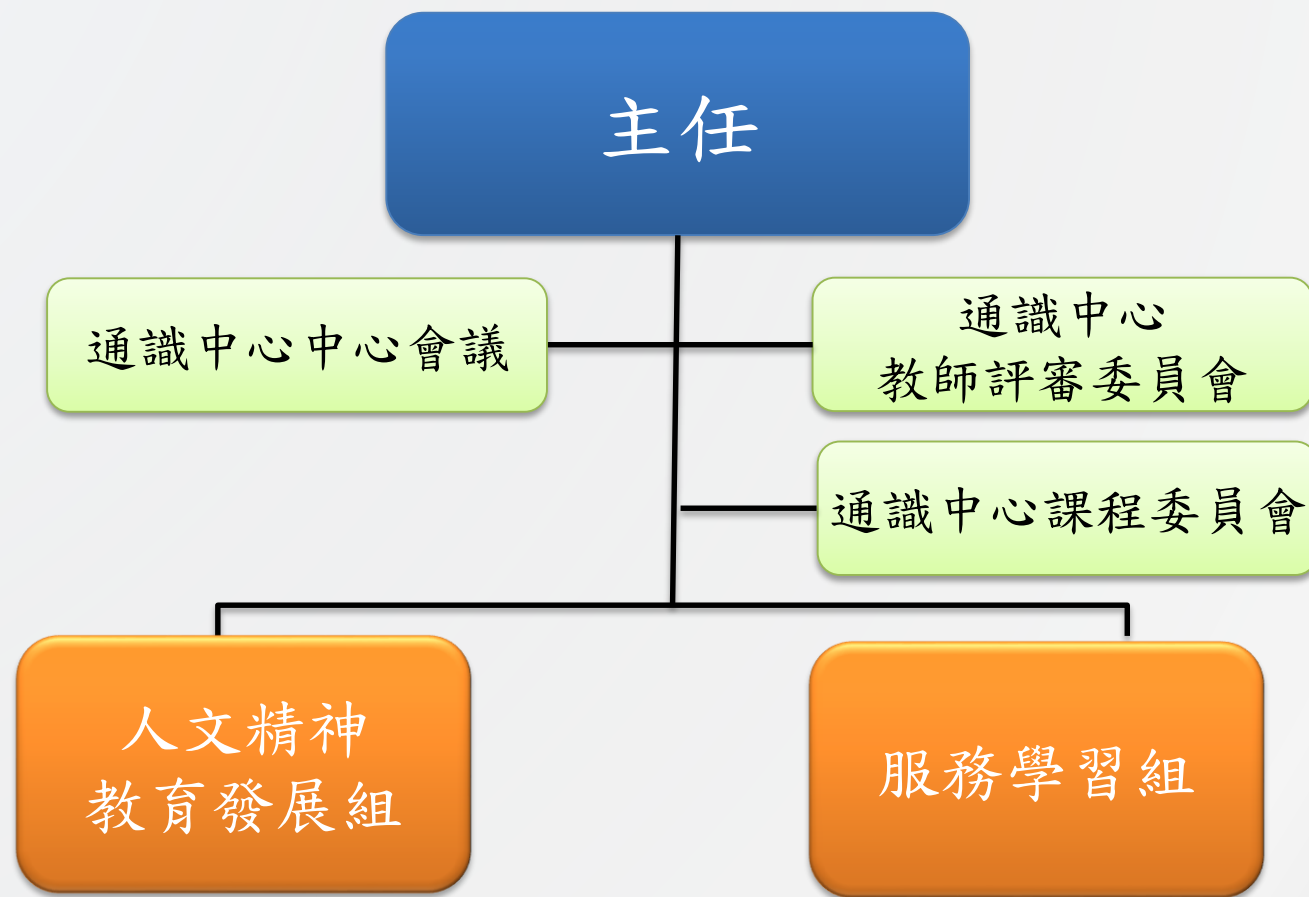 主任
通識中心中心會議
通識中心
教師評審委員會
通識中心課程委員會
人文精神
教育發展組
服務學習組